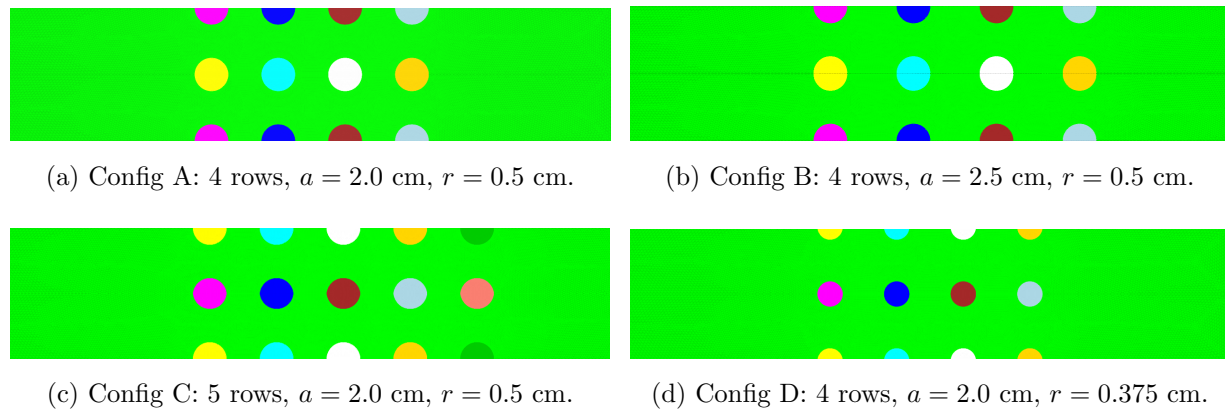 (a) Config A: 4 rows, a = 2.0 cm, r = 0.5 cm.
(b) Config B: 4 rows, a = 2.5 cm, r = 0.5 cm.
(c) Config C: 5 rows, a = 2.0 cm, r = 0.5 cm.
(d) Config D: 4 rows, a = 2.0 cm, r = 0.375 cm.